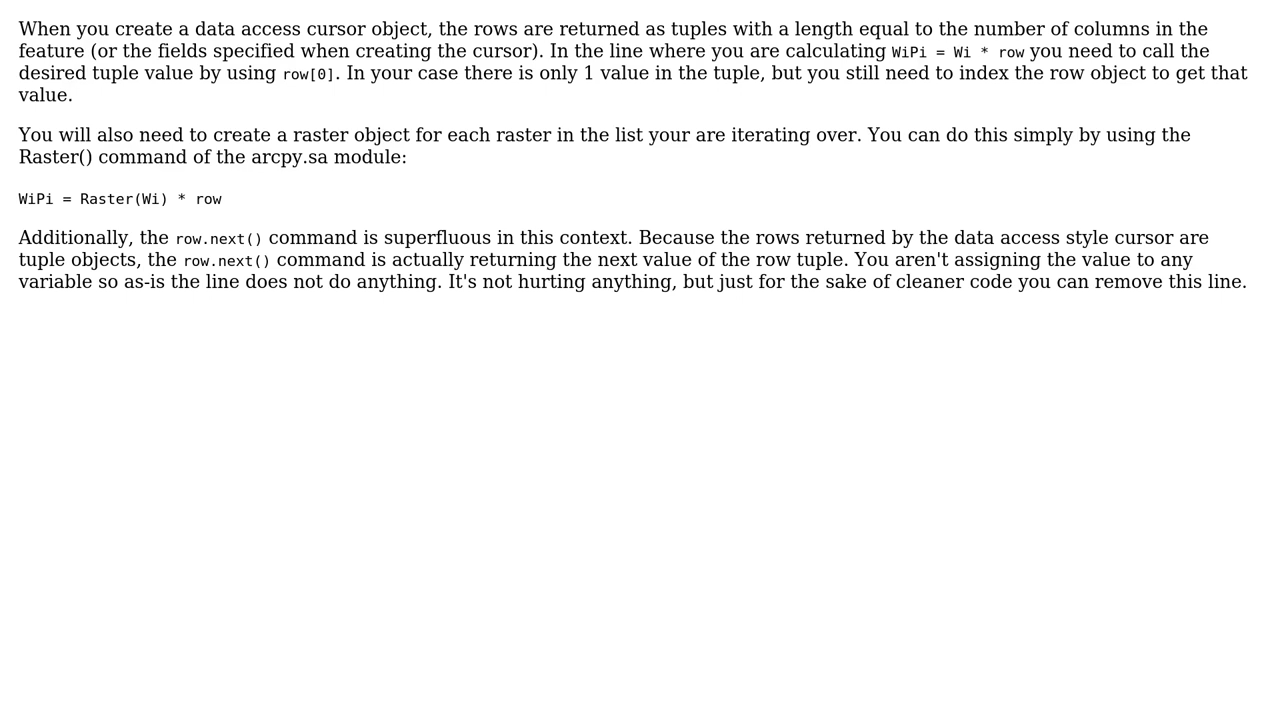 When you create a data access cursor object, the rows are returned as tuples with a length equal to the number of columns in the
feature (or the fields specified when creating the cursor). In the line where you are calculating WiPi = Wi * row you need to call the
desired tuple value by using row[0]. In your case there is only 1 value in the tuple, but you still need to index the row object to get that
value.
You will also need to create a raster object for each raster in the list your are iterating over. You can do this simply by using the
Raster() command of the arcpy.sa module:
WiPi = Raster(Wi) * row
Additionally, the row.next() command is superfluous in this context. Because the rows returned by the data access style cursor are
tuple objects, the row.next() command is actually returning the next value of the row tuple. You aren't assigning the value to any
variable so as-is the line does not do anything. It's not hurting anything, but just for the sake of cleaner code you can remove this line.